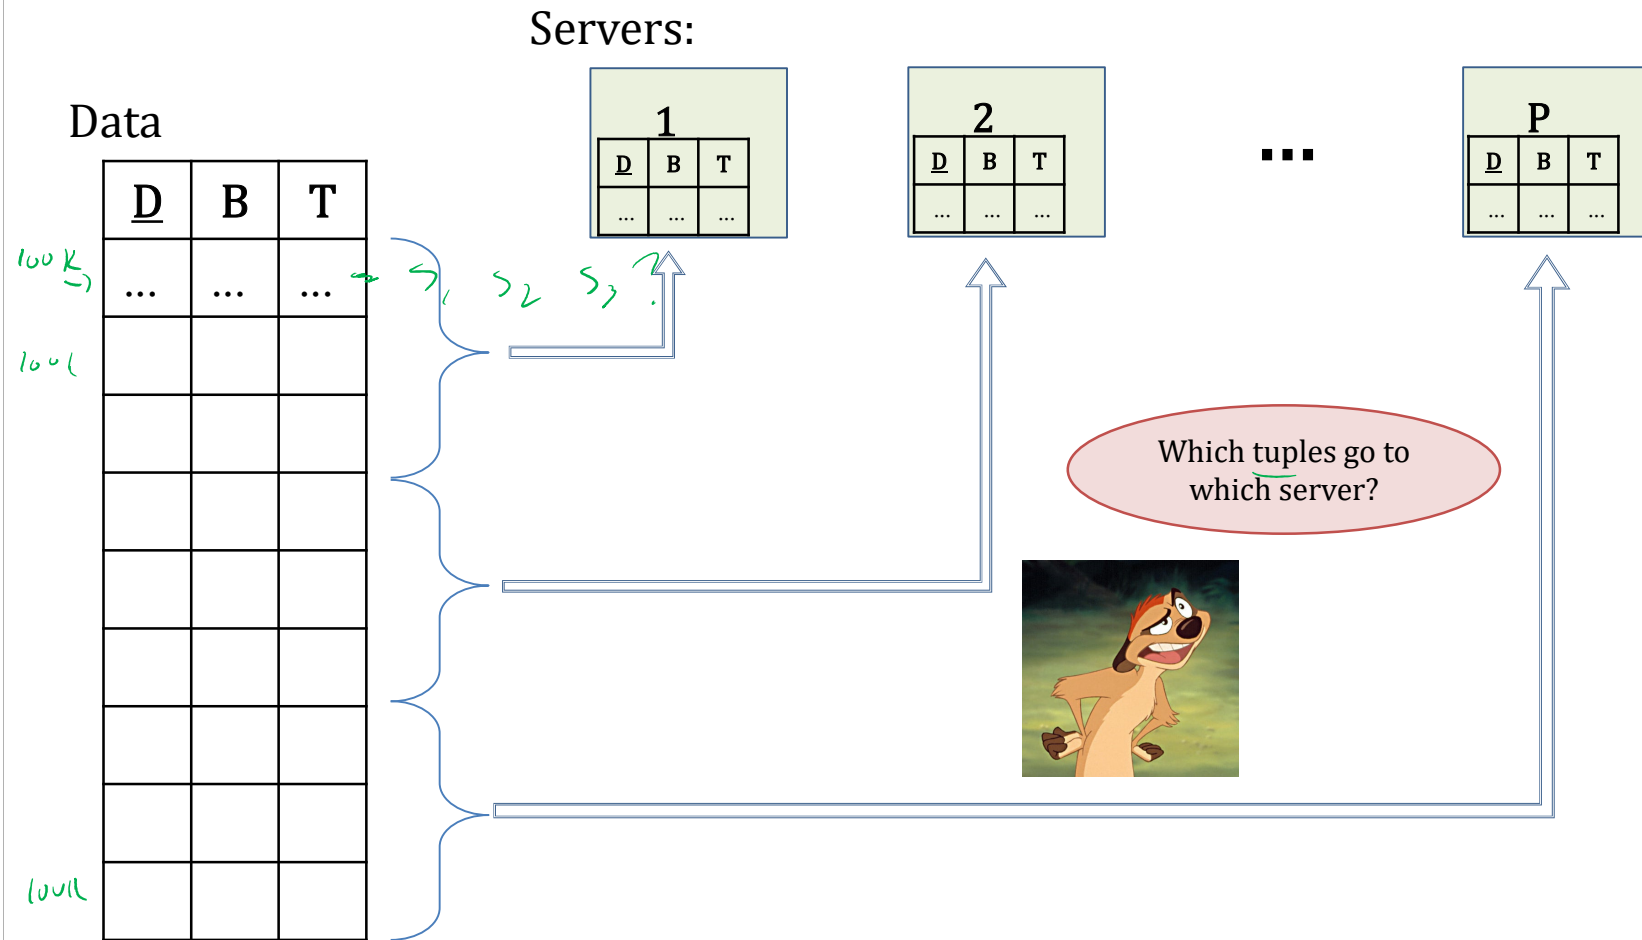 Servers:
Data
1
D B T
... ... ...
2
D B T
... ... ...
...
P
D B T
... ... ...
D B T
100K
... ... ...
S1 S2 S3 ?
Which tuples go to
which server?